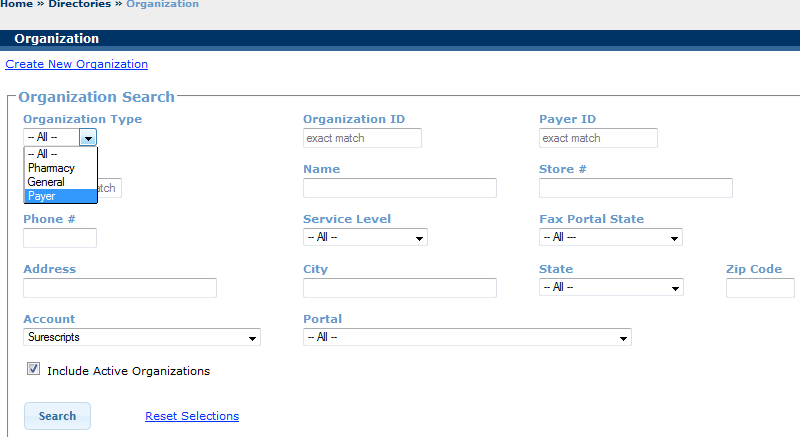 Home » Directories » Organization
Organization
Create New Organization
Organization Search
Organization Type
Organization ID
Payer ID
-- All --
exact match
exact match
-- All --
Pharmacy
General
Payer
Name
Store #
Phone #
Service Level
Fax Portal State
-- All --
-- All ---
Address
City
State
Zip Code
-- All --
Account
Portal
Surescripts
-- All --
Include Active Organizations
Search
Reset Selections